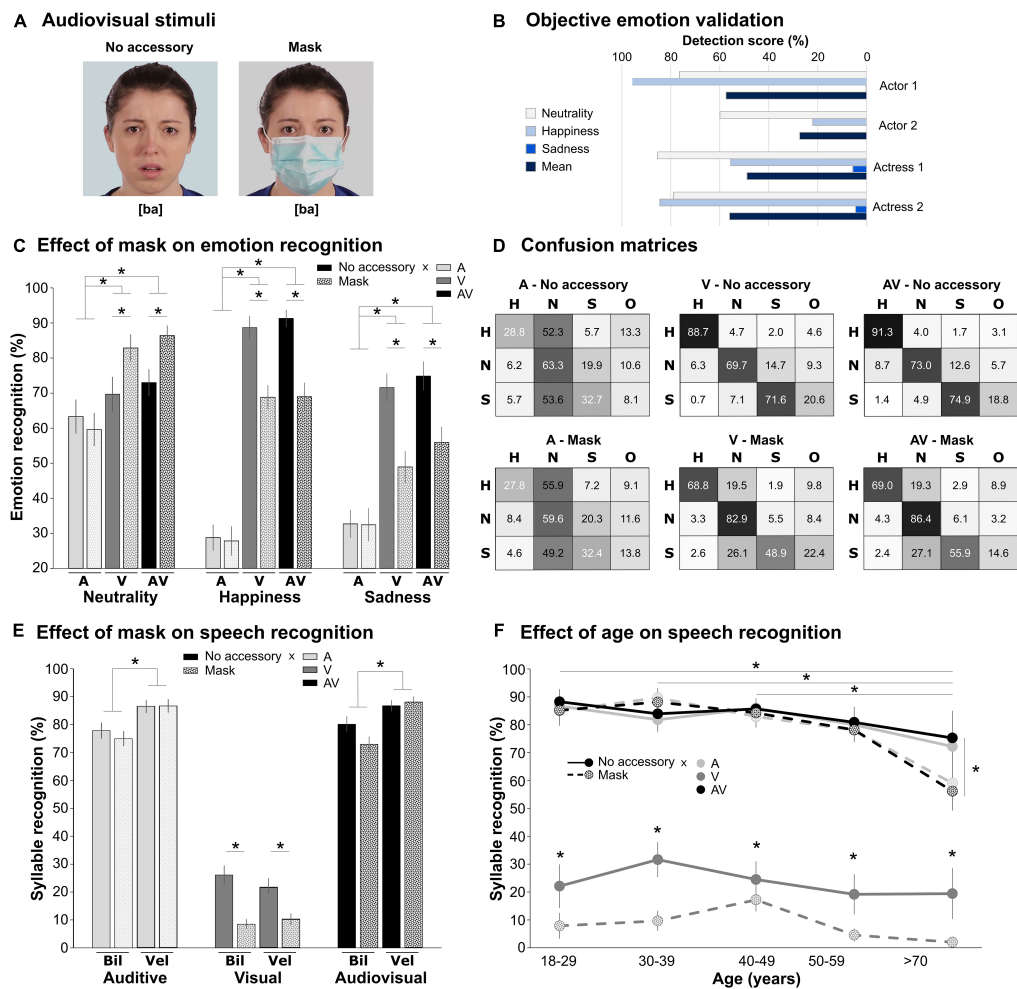 A Audiovisual stimuli
No accessory Mask
[ba] [ba]
B Objective emotion validation
Detection score (%)
100 80 60 40 20 0
Neutrality
Happiness
Sadness
Mean
Actor 1
Actor 2
Actress 1
Actress 2
C Effect of mask on emotion recognition
No accessory x A
Mask V
AV
* * * * * * * * * * * *
Emotion recognition (%)
100
90
80
70
60
50
40
30
20
A V AV A V AV A V AV
Neutrality Happiness Sadness
D Confusion matrices
A - No accessory
H N S O
H 28.8 52.3 5.7 13.3
N 6.2 63.3 19.9 10.6
S 5.7 53.6 32.7 8.1
V - No accessory
H N S O
H 88.7 4.7 2.0 4.6
N 6.3 69.7 14.7 9.3
S 0.7 7.1 71.6 20.6
AV - No accessory
H N S O
H 91.3 4.0 1.7 3.1
N 8.7 73.0 12.6 5.7
S 1.4 4.9 74.9 18.8
A - Mask
H N S O
H 27.8 55.9 7.2 9.1
N 8.4 59.6 20.3 11.6
S 4.6 49.2 32.4 13.8
V - Mask
H N S O
H 68.8 19.5 1.9 9.8
N 3.3 82.9 5.5 8.4
S 2.6 26.1 48.9 22.4
AV - Mask
H N S O
H 69.0 19.3 2.9 8.9
N 4.3 86.4 6.1 3.2
S 2.4 27.1 55.9 14.6
E Effect of mask on speech recognition
No accessory x A
Mask V
AV
* * * *
Syllable recognition (%)
100
90
80
70
60
50
40
30
20
10
0
Bil Vel Bil Vel Bil Vel
Auditive Visual Audiovisual
F Effect of age on speech recognition
* * *
No accessory x A
Mask V
AV
*
* * * * *
Syllable recognition (%)
100
90
80
70
60
50
40
30
20
10
0
18-29 30-39 40-49 50-59 >70
Age (years)